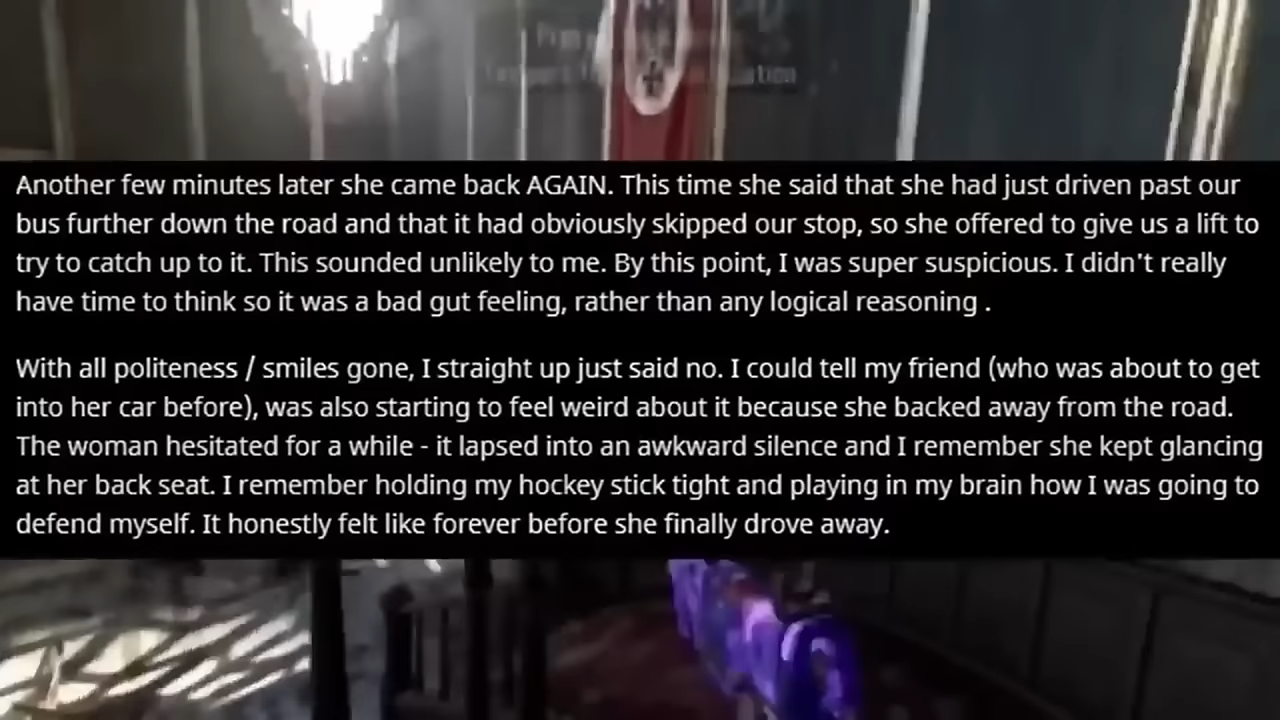 Another few minutes later she came back AGAIN. This time she said that she had just driven past our
bus further down the road and that it had obviously skipped our stop, so she offered to give us a lift to
try to catch up to it. This sounded unlikely to me. By this point, I was super suspicious. I didn't really
have time to think so it was a bad gut feeling, rather than any logical reasoning .
With all politeness / smiles gone, I straight up just said no. I could tell my friend (who was about to get
into her car before), was also starting to feel weird about it because she backed away from the road.
The woman hesitated for a while - it lapsed into an awkward silence and I remember she kept glancing
at her back seat. I remember holding my hockey stick tight and playing in my brain how I was going to
defend myself. It honestly felt like forever before she finally drove away.